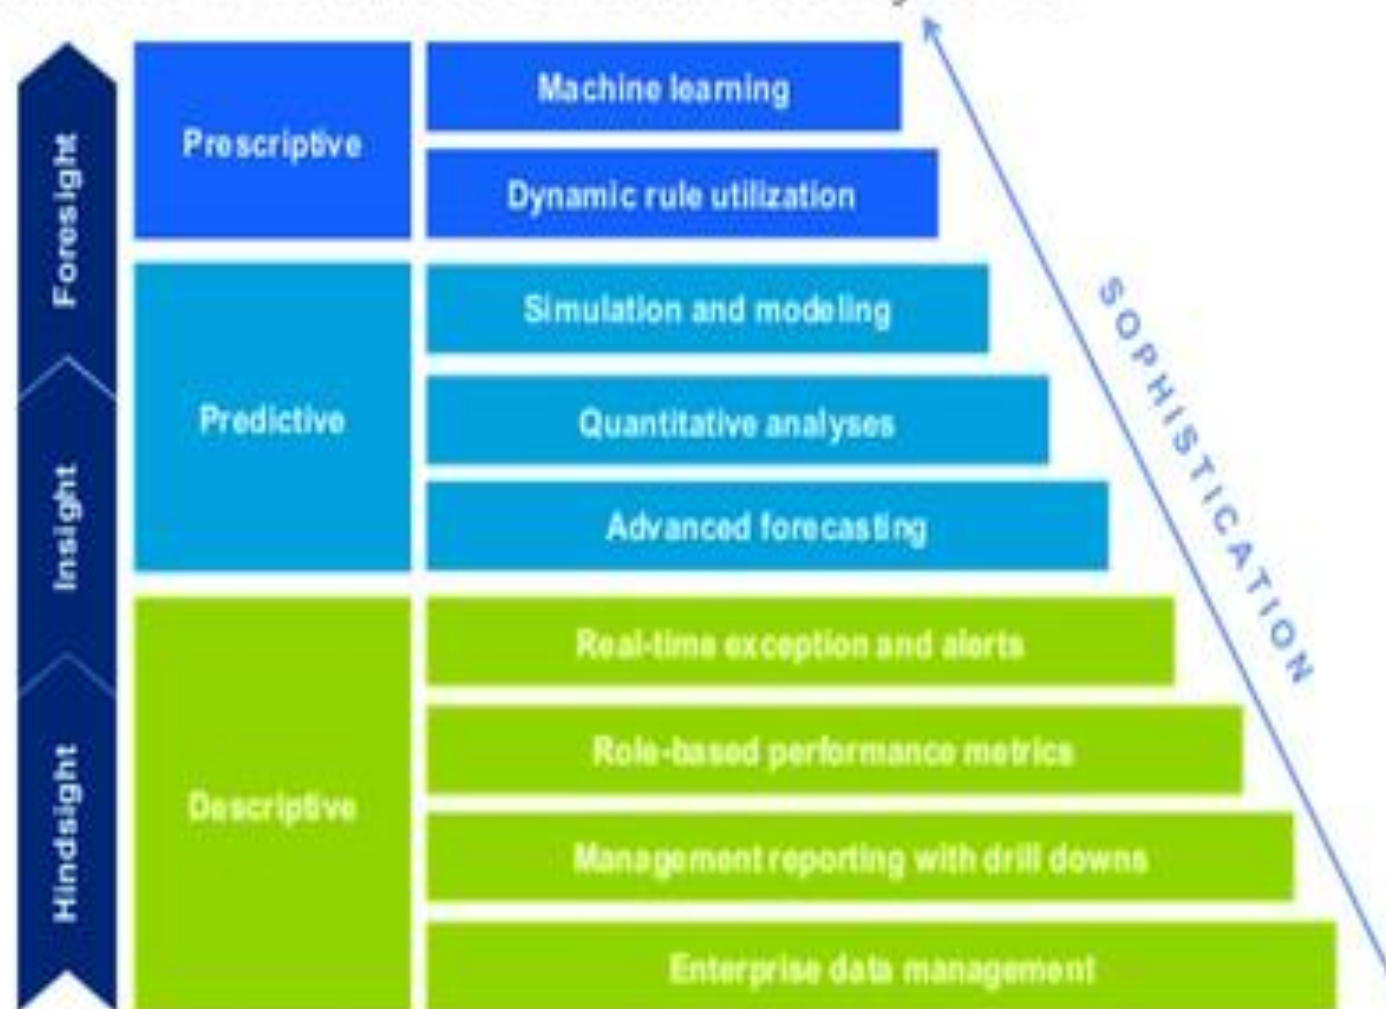 Foresight
Insight
Hindsight
Prescriptive
Machine learning
Dynamic rule utilization
Predictive
Simulation and modeling
Quantitative analyses
Advanced forecasting
Descriptive
Real-time exception and alerts
Role-based performance metrics
Management reporting with drill downs
Enterprise data management
SOPHISTICATION